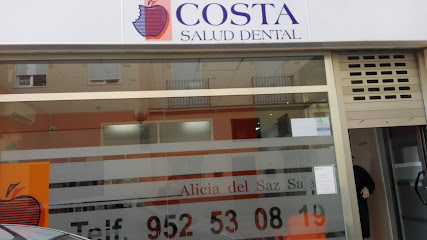 COSTA
SALUD DENTAL
Alicia del Saz Sa
Telf. 952 53 08 19